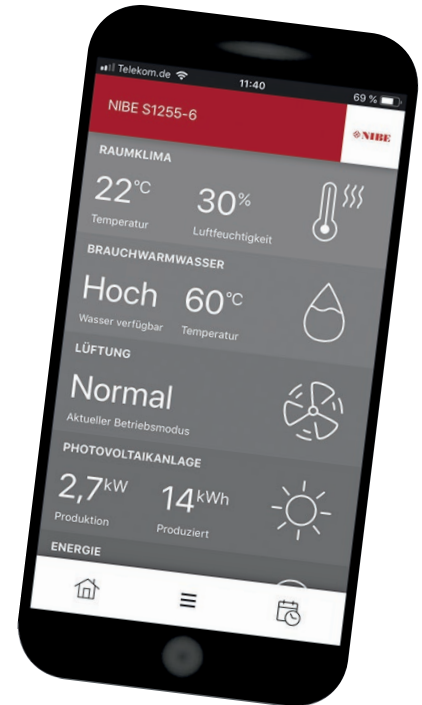 Telekom.de
11:40
69 %
NIBE S1255-6
NIBE
RAUMKLIMA
22°C
30%
Temperatur
Luftfeuchtigkeit
BRAUCHWARMWASSER
Hoch
60°C
Wasser verfügbar
Temperatur
LÜFTUNG
Normal
Aktueller Betriebsmodus
PHOTOVOLTAIKANLAGE
2,7kW
14kWh
Produktion
Produziert
ENERGIE